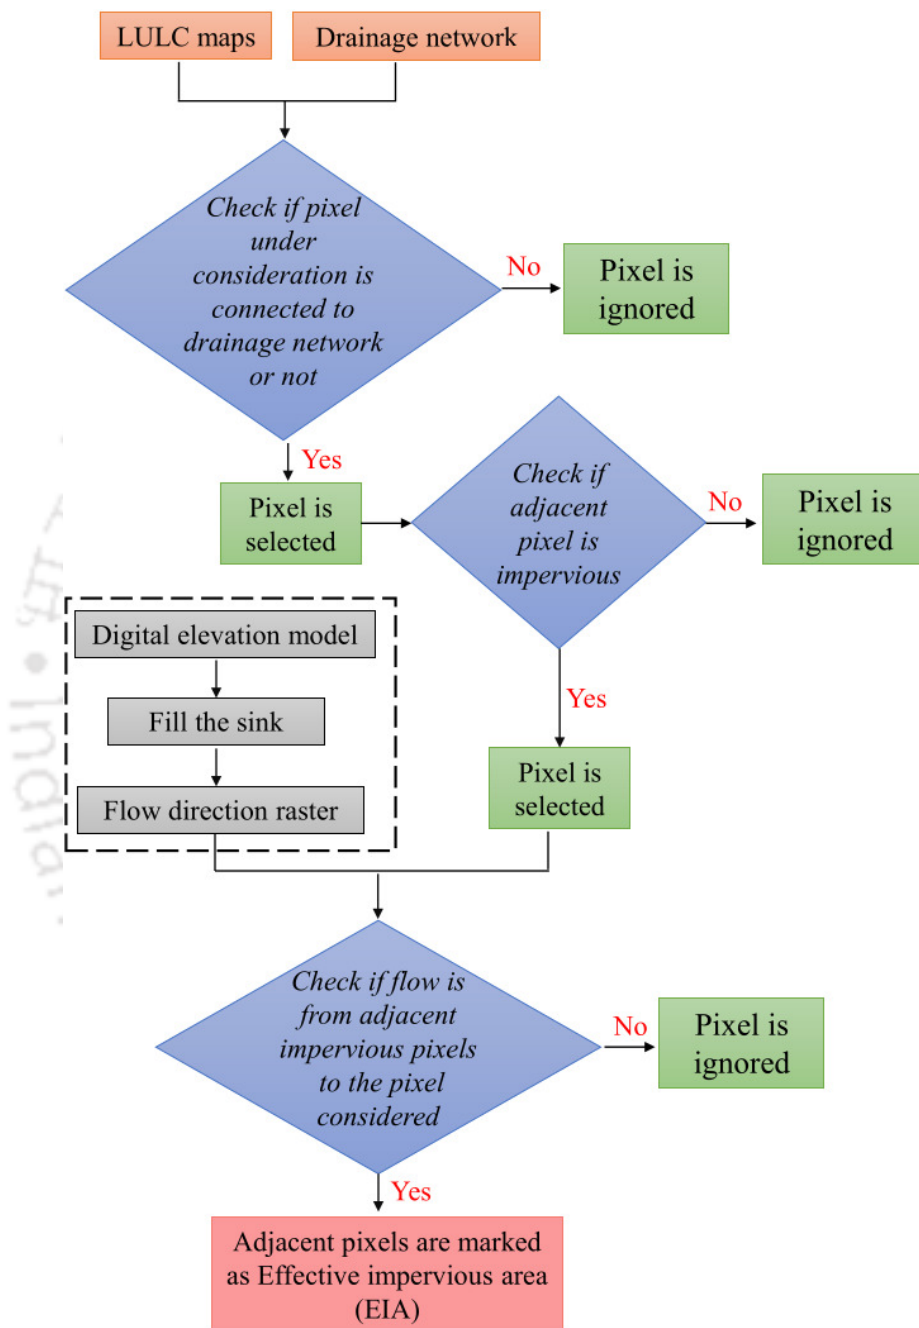 LULC maps
Drainage network
Check if pixel
under
consideration is
connected to
drainage network
or not
No
Pixel is
ignored
Yes
Pixel is
selected
Check if
adjacent
pixel is
impervious
No
Pixel is
ignored
Yes
Pixel is
selected
Digital elevation model
Fill the sink
Flow direction raster
Check if flow is
from adjacent
impervious pixels
to the pixel
considered
No
Pixel is
ignored
Yes
Adjacent pixels are marked
as Effective impervious area
(EIA)